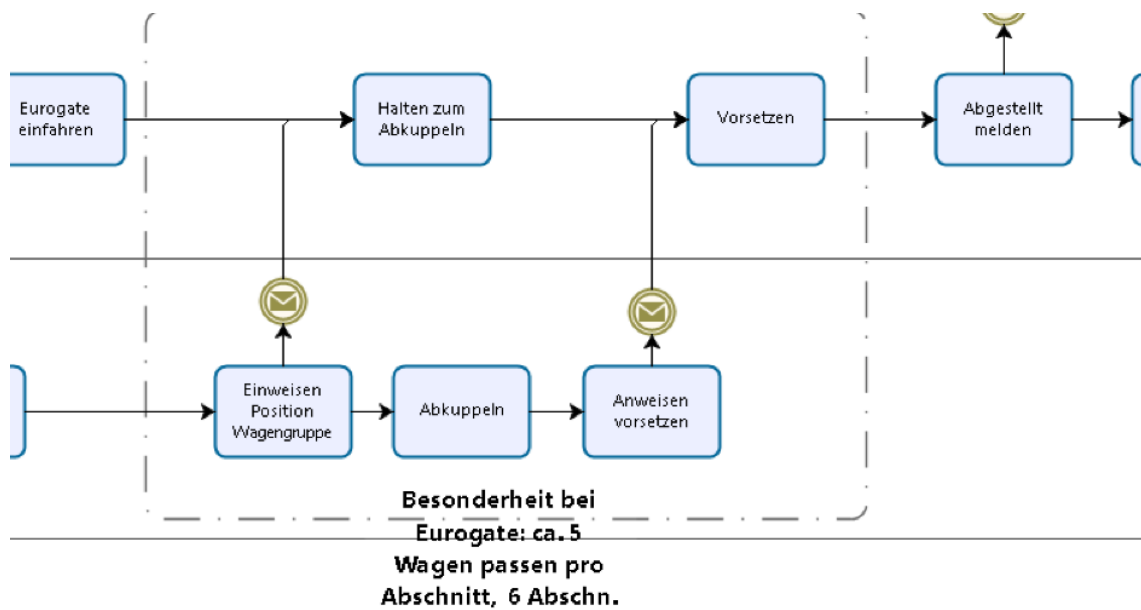 Eurogate
einfahren
Halten zum
Abkuppeln
Vorsetzen
Abgestellt
melden
Einweisen
Position
Wagengruppe
Abkuppeln
Anweisen
vorsetzen
Besonderheit bei
Eurogate: ca. 5
Wagen passen pro
Abschnitt, 6 Abschn.